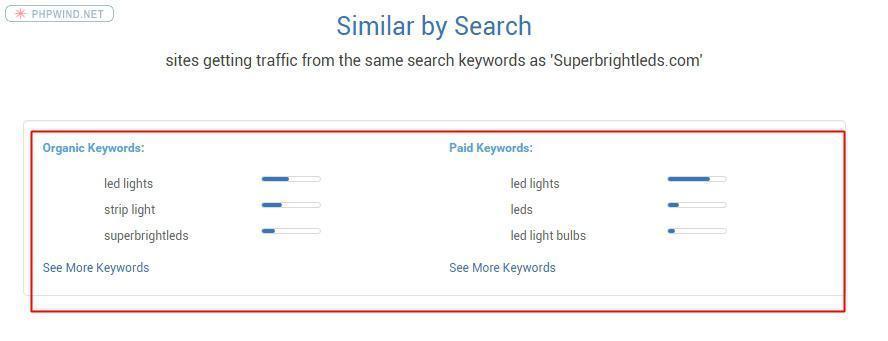 PHPWIND.NET
Similar by Search
sites getting traffic from the same search keywords as 'Superbrightleds.com'
Organic Keywords:
led lights
strip light
superbrightleds
See More Keywords
Paid Keywords:
led lights
leds
led light bulbs
See More Keywords